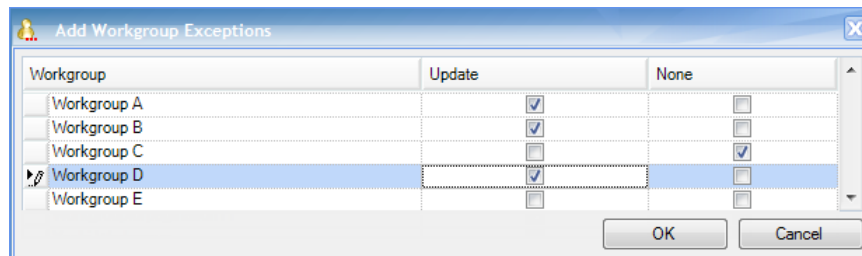 Add Workgroup Exceptions
Workgroup Update None
Workgroup A
Workgroup B
Workgroup C
Workgroup D
Workgroup E
OK Cancel